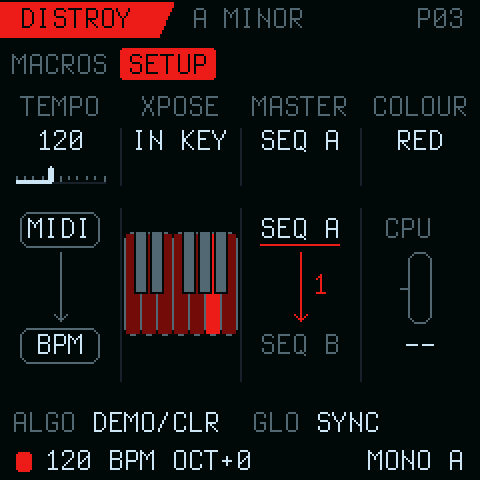 DISTROY A MINOR P03
MACROS SETUP
TEMPO XPOSE MASTER COLOUR
120 IN KEY SEQ A RED
MIDI SEQ A CPU
1
BPM SEQ B --
ALGO DEMO/CLR GLO SYNC
120 BPM OCT+0 MONO A